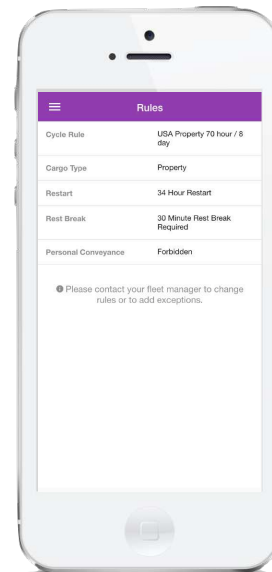 Rules
Cycle Rule USA Property 70 hour / 8
day
Cargo Type Property
Restart 34 Hour Restart
Rest Break 30 Minute Rest Break
Required
Personal Conveyance Forbidden
Please contact your fleet manager to change
rules or to add exceptions.